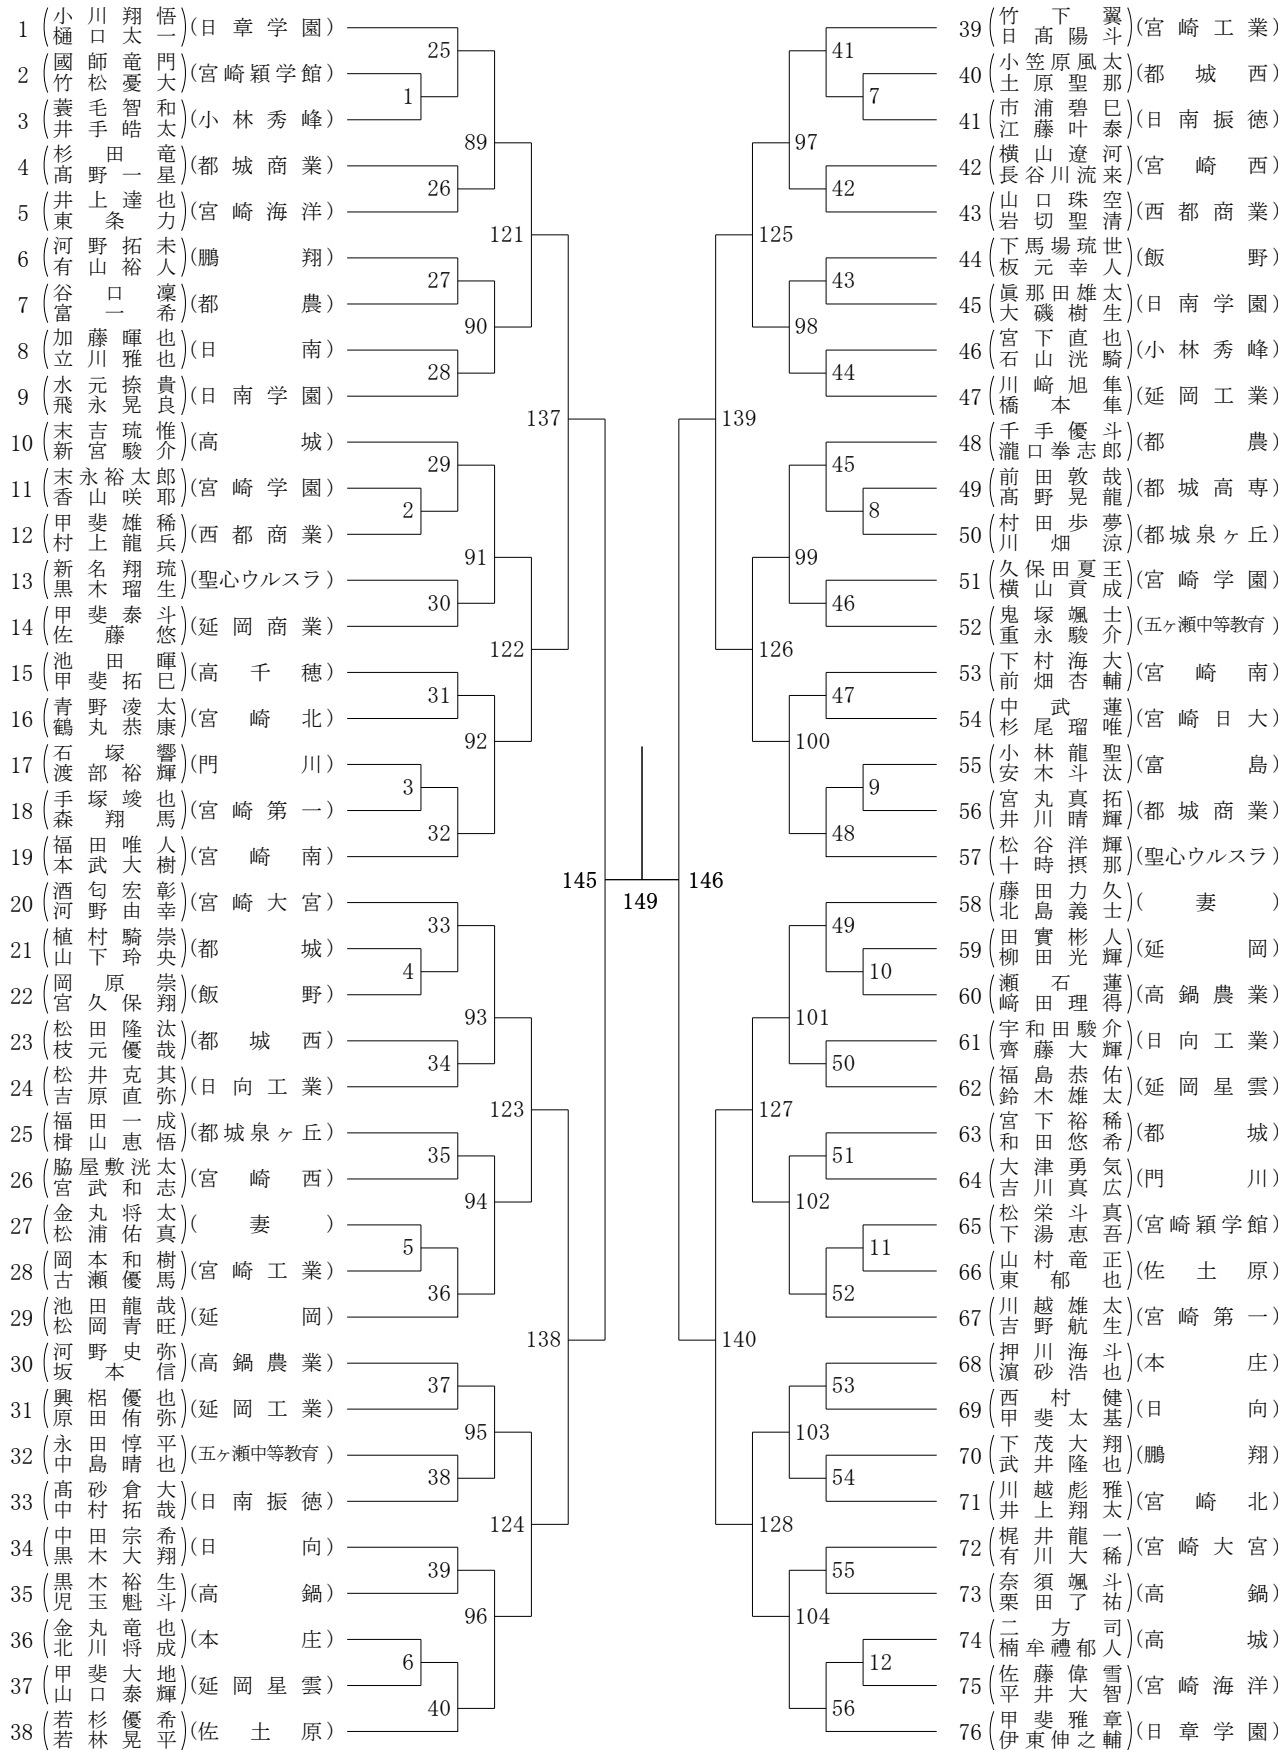 1 (小川翔悟 樋口太一) (日章学園)
2 (國師竜門 竹松憂大) (宮崎穎学館)
3 (蓑毛智和 井手皓太) (小林秀峰)
4 (杉田竜 髙野一星) (都城商業)
5 (井上達也 東条力) (宮崎海洋)
6 (河野拓未 有山裕人) (鵬翔)
7 (谷口凜 富一希) (都農)
8 (加藤暉也 立川雅也) (日南)
9 (水元捺貴 飛永晃良) (日南学園)
10 (末吉琉惟 新宮駿介) (高城)
11 (末永裕太郎 香山咲耶) (宮崎学園)
12 (甲斐雄稀 村上龍兵) (西都商業)
13 (新名翔琉 黒木瑠生) (聖心ウルスラ)
14 (甲斐泰斗 佐藤悠) (延岡商業)
15 (池田暉 甲斐拓巳) (高千穂)
16 (青野凌太 鶴丸恭康) (宮崎北)
17 (石塚響 渡部裕輝) (門川)
18 (手塚竣也 森翔馬) (宮崎第一)
19 (福田唯人 本武大樹) (宮崎南)
20 (酒匂宏彰 河野由幸) (宮崎大宮)
21 (植村騎崇 山下玲央) (都城)
22 (岡原崇 宮久保翔) (飯野)
23 (松田隆汰 枝元優哉) (都城西)
24 (松井克其 吉原直弥) (日向工業)
25 (福田一成 楫山恵悟) (都城泉ヶ丘)
26 (脇屋敷洸太 宮武和志) (宮崎西)
27 (金丸将太 松浦佑真) (妻)
28 (岡本和樹 古瀬優馬) (宮崎工業)
29 (池田龍哉 松岡青旺) (延岡)
30 (河野史弥 坂本信) (高鍋農業)
31 (興梠優也 原田侑弥) (延岡工業)
32 (永田惇平 中島晴也) (五ヶ瀬中等教育)
33 (髙砂倉大 中村拓哉) (日南振徳)
34 (中田宗希 黒木大翔) (日向)
35 (黒木裕生 児玉魁斗) (高鍋)
36 (金丸竜也 北川将成) (本庄)
37 (甲斐大地 山口泰輝) (延岡星雲)
38 (若杉優希 若林晃平) (佐土原)
1
2
3
4
5
6
25
26
27
28
29
30
31
32
33
34
35
36
37
38
39
40
89
90
91
92
93
94
95
96
121
122
123
124
137
138
145
149
146
139
140
125
126
127
128
97
98
99
100
101
102
103
104
41
42
43
44
45
46
47
48
49
50
51
52
53
54
55
56
7
8
9
10
11
12
39 (竹下翼 日髙陽斗) (宮崎工業)
40 (小笠原風太 土原聖那) (都城西)
41 (市浦碧巳 江藤叶泰) (日南振徳)
42 (横山遼河 長谷川流来) (宮崎西)
43 (山口珠空 岩切聖清) (西都商業)
44 (下馬場琉世 板元幸人) (飯野)
45 (眞那田雄太 大磯樹生) (日南学園)
46 (宮下直也 石山洸騎) (小林秀峰)
47 (川﨑旭隼 橋本隼) (延岡工業)
48 (千手優斗 瀧口拳志郎) (都農)
49 (前田敦哉 髙野晃龍) (都城高専)
50 (村田歩夢 川畑涼) (都城泉ヶ丘)
51 (久保田夏王 横山貢成) (宮崎学園)
52 (鬼塚颯士 重永駿介) (五ヶ瀬中等教育)
53 (下村海大 前畑杏輔) (宮崎南)
54 (中武蓮 杉尾瑠唯) (宮崎日大)
55 (小林龍聖 安木斗汰) (富島)
56 (宮丸真拓 井川晴輝) (都城商業)
57 (松谷洋輝 十時摂那) (聖心ウルスラ)
58 (藤田力久 北島義士) (妻)
59 (田實彬人 柳田光輝) (延岡)
60 (瀬石蓮 﨑田理得) (高鍋農業)
61 (宇和田駿介 齊藤大輝) (日向工業)
62 (福島恭佑 鈴木雄太) (延岡星雲)
63 (宮下裕稀 和田悠希) (都城)
64 (大津勇気 吉川真広) (門川)
65 (松栄斗真 下湯恵吾) (宮崎穎学館)
66 (山村竜正 東郁也) (佐土原)
67 (川越雄太 吉野航生) (宮崎第一)
68 (押川海斗 濵砂浩也) (本庄)
69 (西村健 甲斐太基) (日向)
70 (下茂大翔 武井隆也) (鵬翔)
71 (川越彪雅 井上翔太) (宮崎北)
72 (梶井龍一 有川大稀) (宮崎大宮)
73 (奈須颯斗 栗田了祐) (高鍋)
74 (二方司 楠牟禮郁人) (高城)
75 (佐藤偉雪 平井大智) (宮崎海洋)
76 (甲斐雅章 伊東伸之輔) (日章学園)